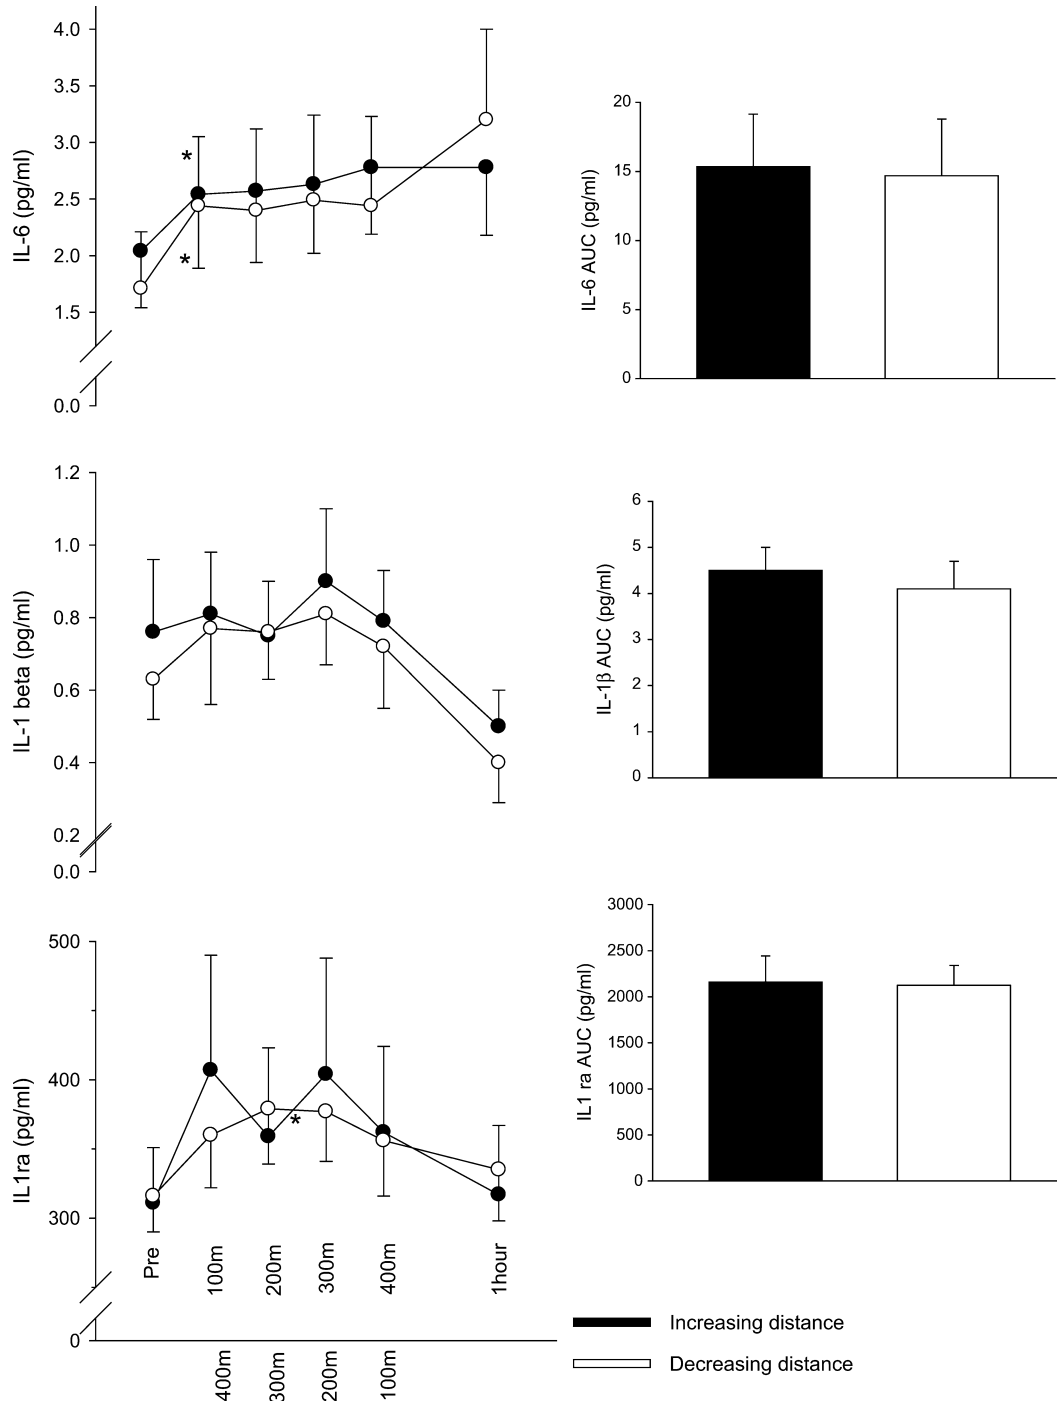 4.0
3.5
3.0
2.5
2.0
1.5
0.0
IL-6 (pg/ml)
*
*
20
15
10
5
0
IL-6 AUC (pg/ml)
1.2
1.0
0.8
0.6
0.4
0.2
0.0
IL-1 beta (pg/ml)
6
5
4
3
2
1
0
IL-1β AUC (pg/ml)
500
400
300
0
IL1ra (pg/ml)
*
Pre
100m
200m
300m
400m
1hour
400m
300m
200m
100m
3000
2500
2000
1500
1000
500
0
IL1 ra AUC (pg/ml)
Increasing distance
Decreasing distance